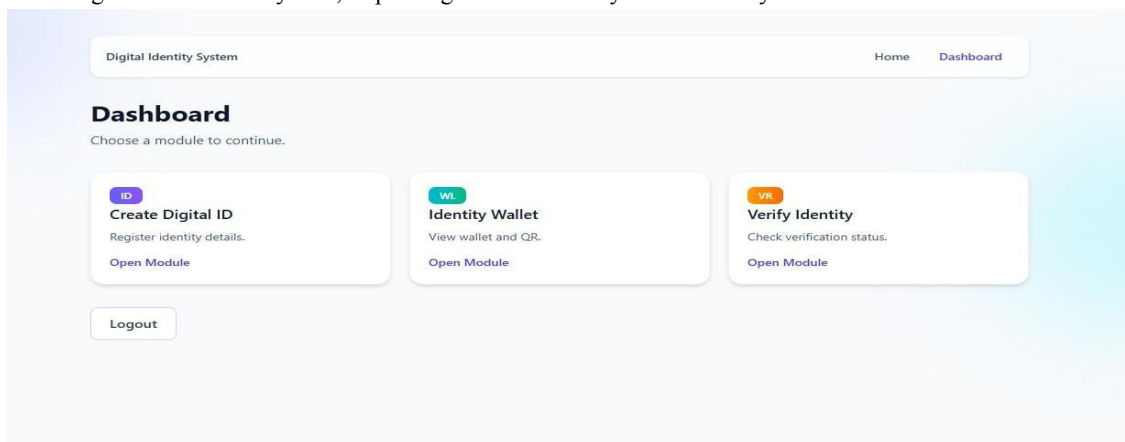 Digital Identity System Home Dashboard
Dashboard
Choose a module to continue.
ID WL VR
Create Digital ID Identity Wallet Verify Identity
Register identity details. View wallet and QR. Check verification status.
Open Module Open Module Open Module
Logout